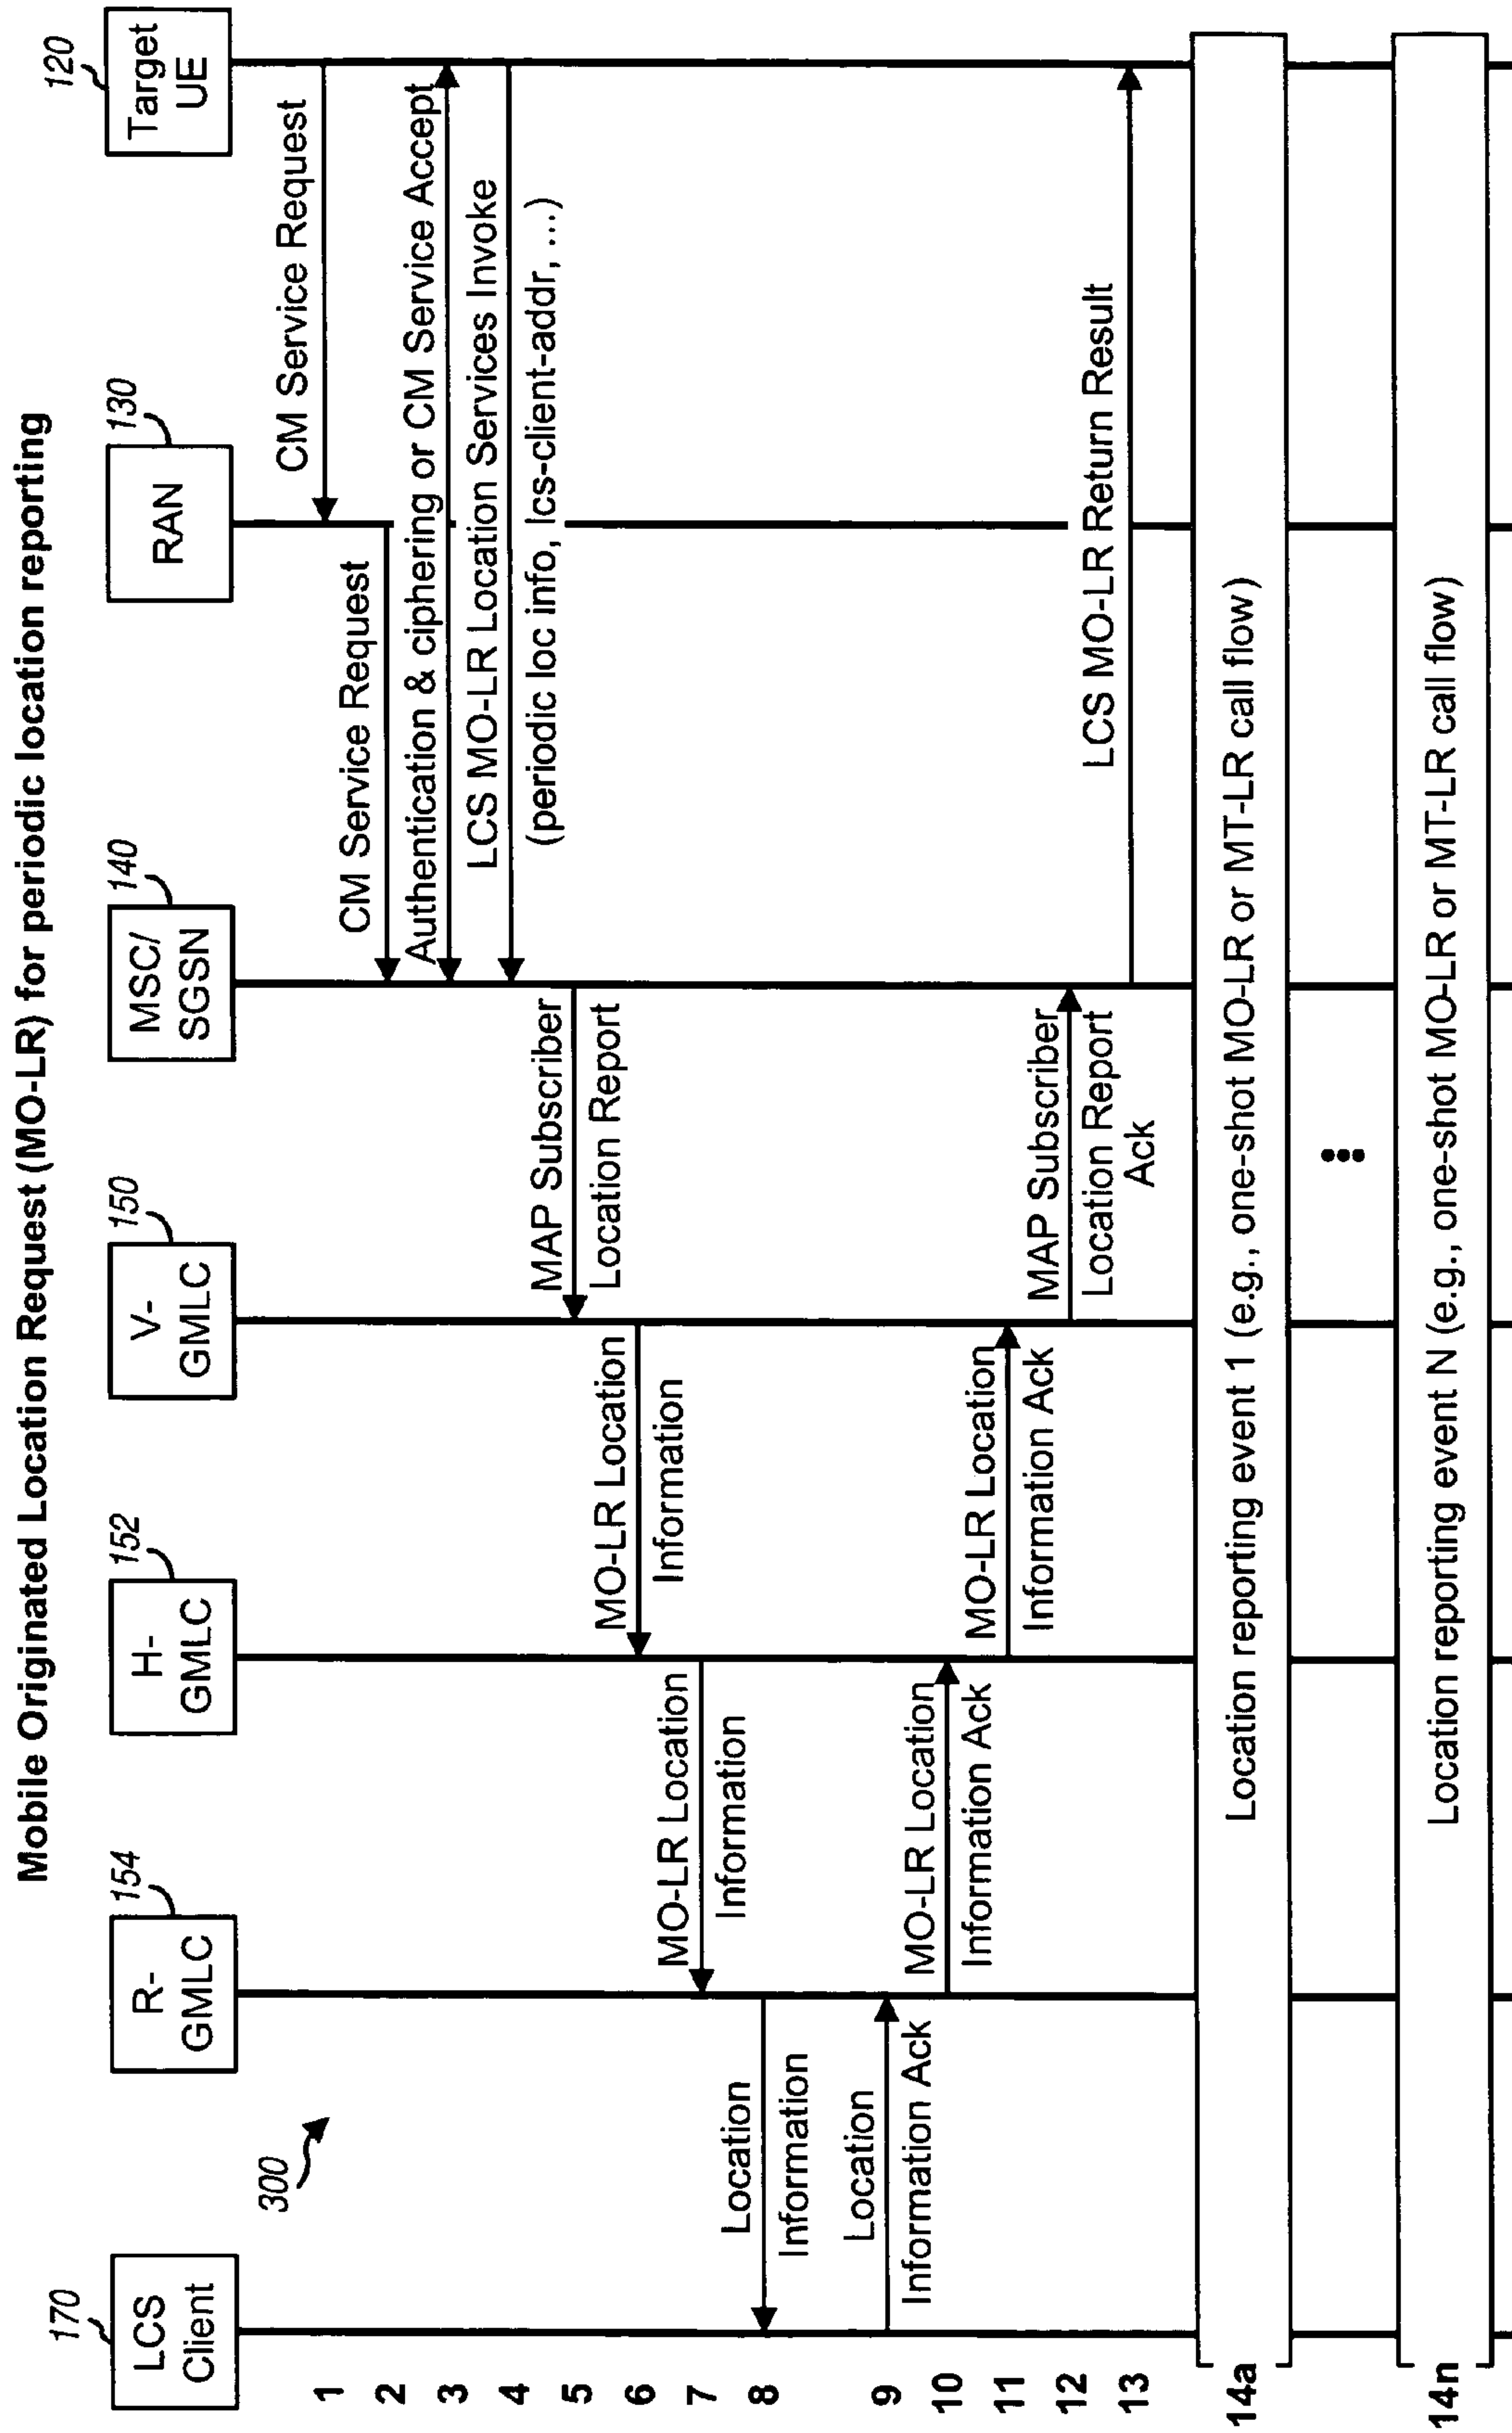 Mobile Originated Location Request (MO-LR) for periodic location reporting
170
154
152
150
140
130
120
LCS
Client
R-
GMLC
H-
GMLC
V-
GMLC
MSC/
SGSN
RAN
Target
UE
300
1
CM Service Request
2
CM Service Request
3
Authentication & ciphering or CM Service Accept
4
LCS MO-LR Location Services Invoke
(periodic loc info, lcs-client-addr, ...)
5
MAP Subscriber
Location Report
6
MO-LR Location
Information
7
MO-LR Location
Information
8
Location
Information
9
Location
Information Ack
10
MO-LR Location
Information Ack
11
MO-LR Location
Information Ack
12
MAP Subscriber
Location Report
Ack
13
LCS MO-LR Return Result
14a
Location reporting event 1 (e.g., one-shot MO-LR or MT-LR call flow)
•••
14n
Location reporting event N (e.g., one-shot MO-LR or MT-LR call flow)